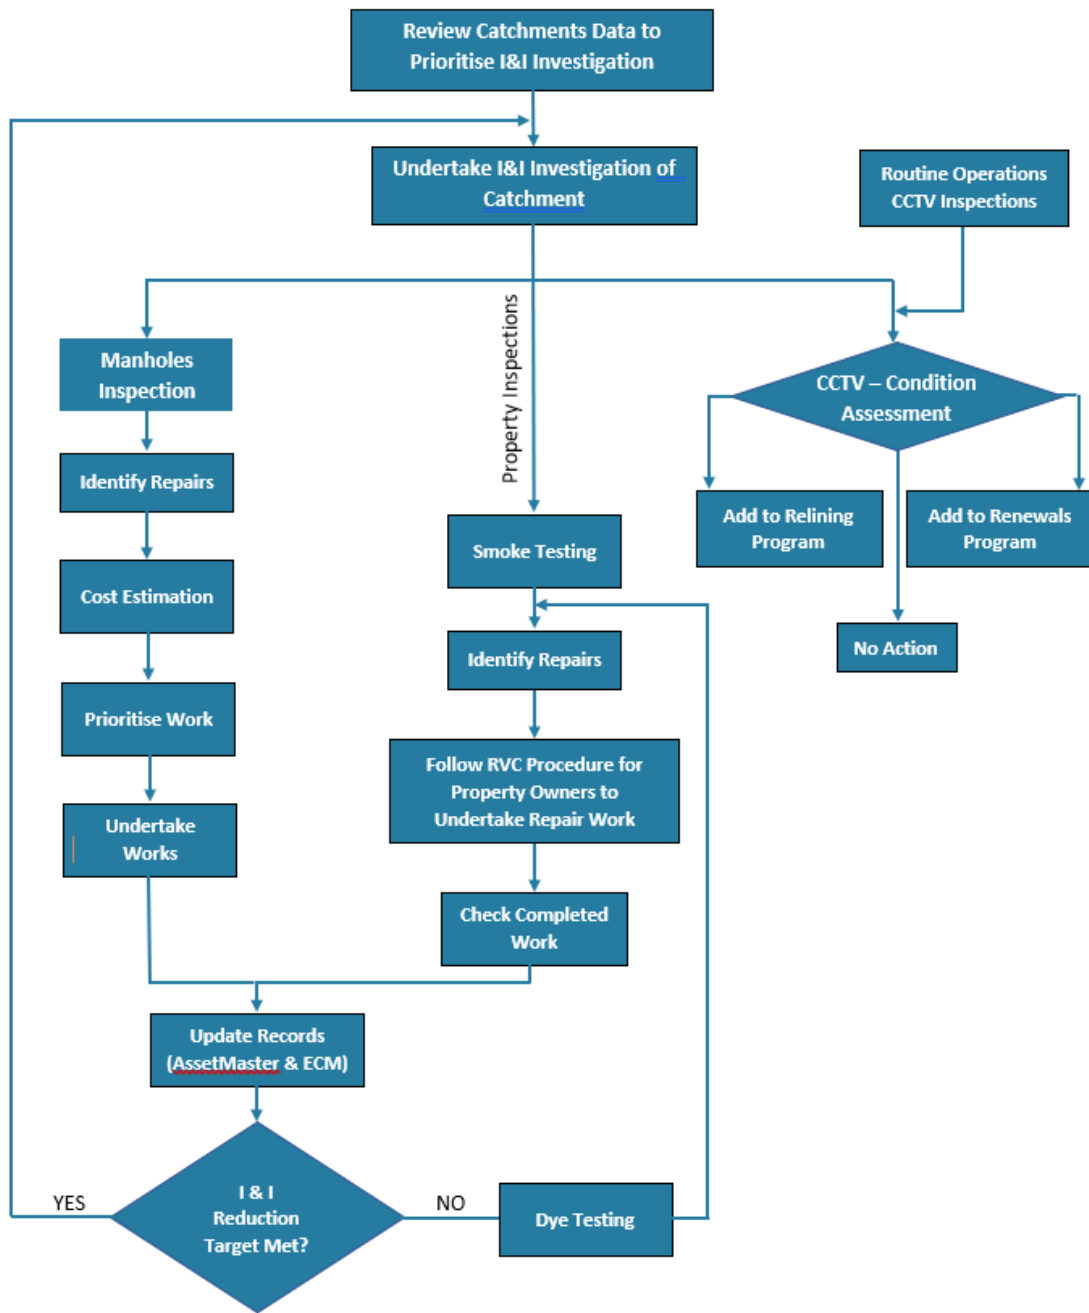 Review Catchments Data to
Prioritise I&I Investigation
Undertake I&I Investigation of
Catchment
Routine Operations
CCTV Inspections
Property Inspections
Manholes
Inspection
CCTV – Condition
Assessment
Identify Repairs
Add to Relining
Program
Add to Renewals
Program
Smoke Testing
Cost Estimation
No Action
Identify Repairs
Prioritise Work
Follow RVC Procedure for
Property Owners to
Undertake Repair Work
Undertake
Works
Check Completed
Work
Update Records
(AssetMaster & ECM)
YES
I & I
Reduction
Target Met?
NO
Dye Testing